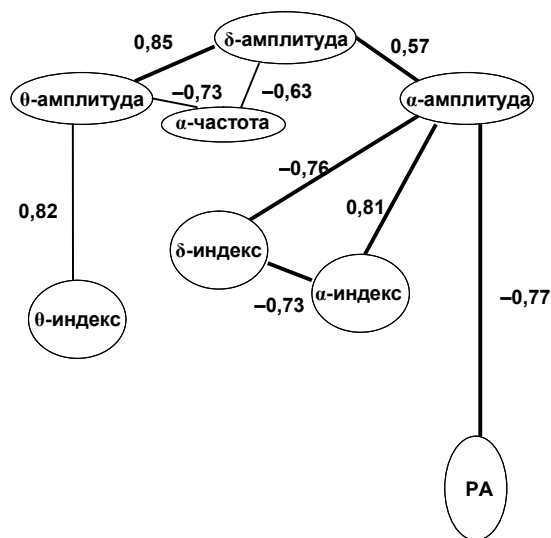 0,85
δ-амплитуда
0,57
θ-амплитуда
–0,73
–0,63
α-амплитуда
α-частота
–0,76
0,82
0,81
δ-индекс
α-индекс
–0,73
–0,77
θ-индекс
РА